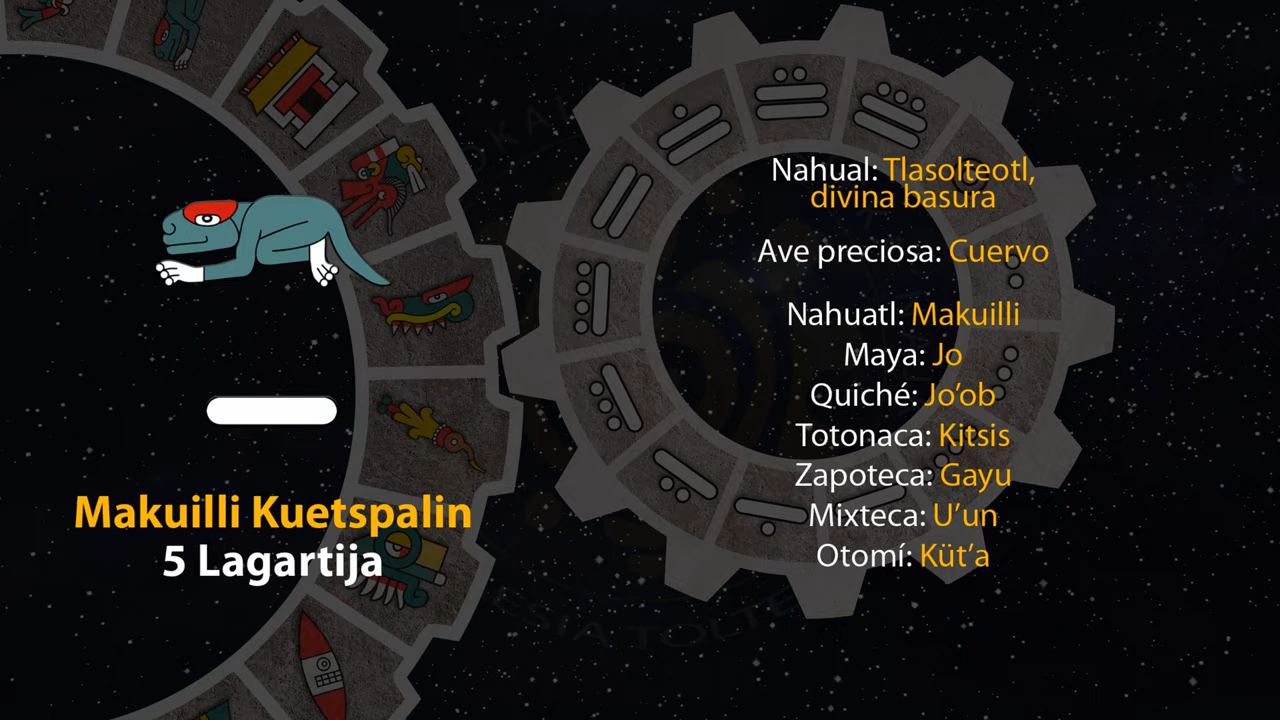 Makuilli Kuetspalin
5 Lagartija
Nahual: Tlasolteotl,
divina basura
Ave preciosa: Cuervo
Nahuatl: Makuilli
Maya: Jo
Quiché: Jo’ob
Totonaca: Kitsis
Zapoteca: Gayu
Mixteca: U’un
Otomí: Küt’a